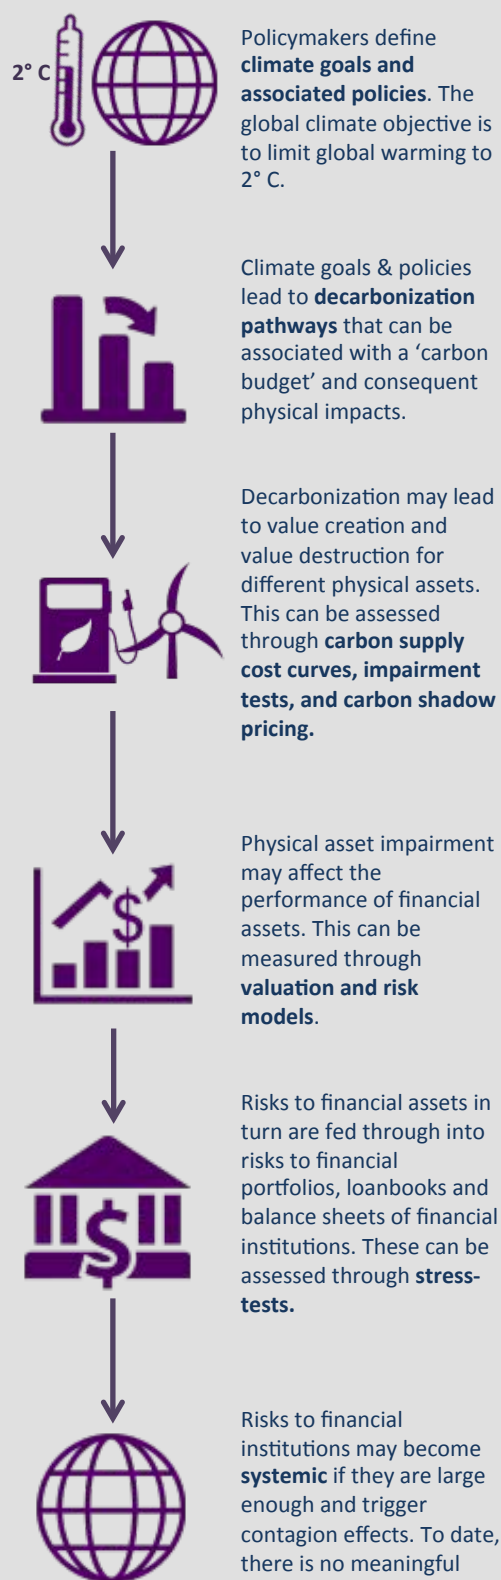 2° C
Policymakers define
climate goals and
associated policies. The
global climate objective is
to limit global warming to
2° C.
Climate goals & policies
lead to decarbonization
pathways that can be
associated with a ‘carbon
budget’ and consequent
physical impacts.
Decarbonization may lead
to value creation and
value destruction for
different physical assets.
This can be assessed
through carbon supply
cost curves, impairment
tests, and carbon shadow
pricing.
Physical asset impairment
may affect the
performance of financial
assets. This can be
measured through
valuation and risk
models.
$
Risks to financial assets in
turn are fed through into
risks to financial
portfolios, loanbooks and
balance sheets of financial
institutions. These can be
assessed through stress-
tests.
$
Risks to financial
institutions may become
systemic if they are large
enough and trigger
contagion effects. To date,
there is no meaningful